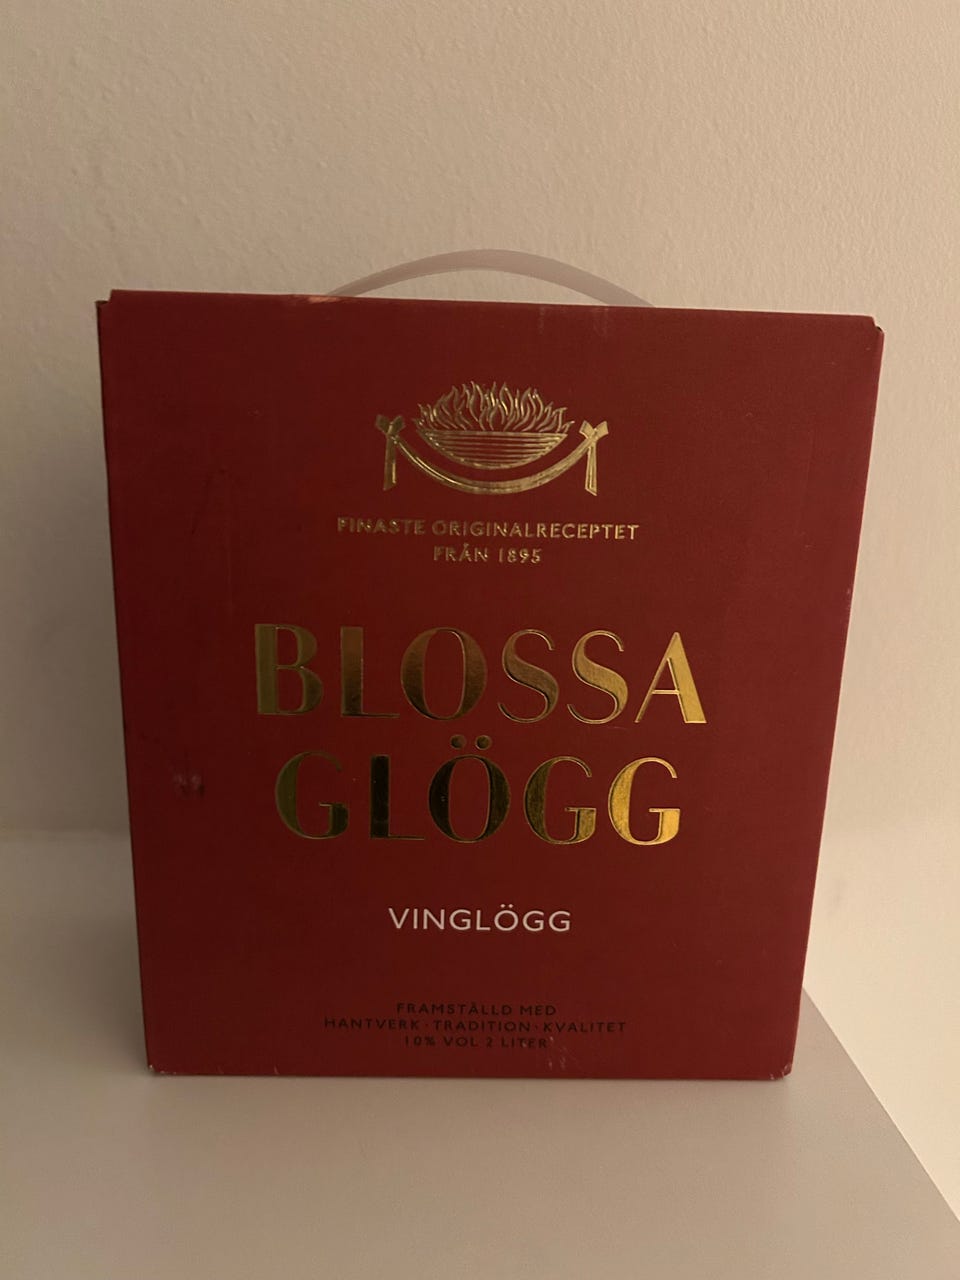 FINASTE ORIGINALRECEPTET
FRÅN 1895
BLOSSA
GLÖGG
VINGLÖGG
FRAMSTÄLLD MED
HANTVERK · TRADITION · KVALITET
10% VOL 2 LITER